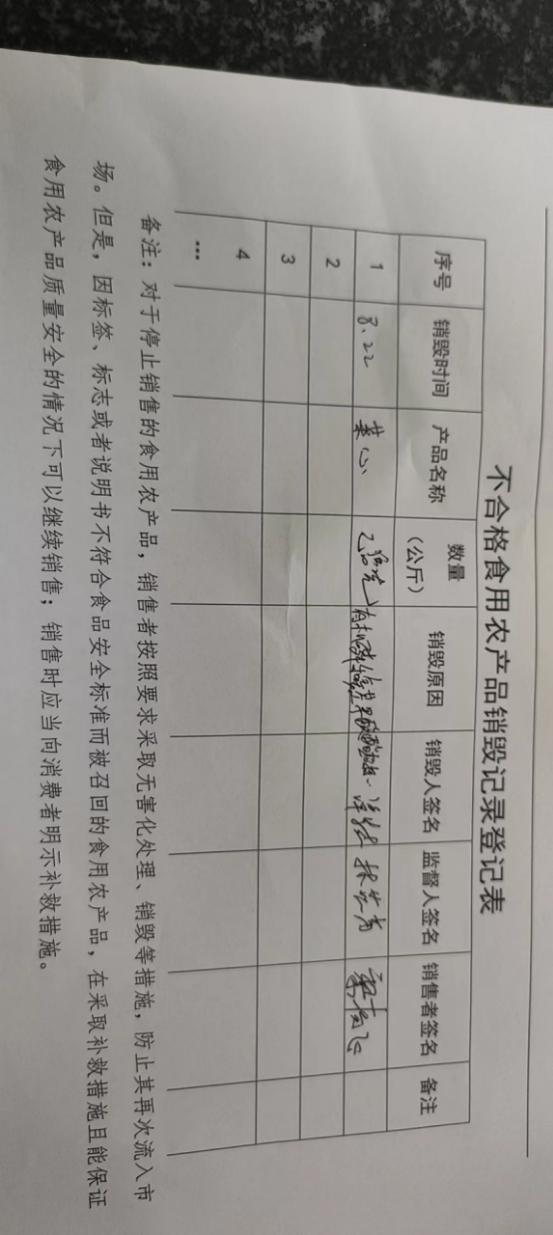 不合格食用农产品销毁记录登记表
序号 销毁时间 产品名称 数量（公斤） 销毁原因 销毁人签名 监督人签名 销售者签名 备注
1 8.22 菜心
2
3
4
...
备注：对于停止销售的食用农产品，销售者按照要求采取无害化处理、销毁等措施，防止其再次流入市
场。但是，因标签、标志或者说明书不符合食品安全标准而被召回的食用农产品，在采取补救措施且能保证
食用农产品质量安全的情况下可以继续销售；销售时应当向消费者明示补救措施。